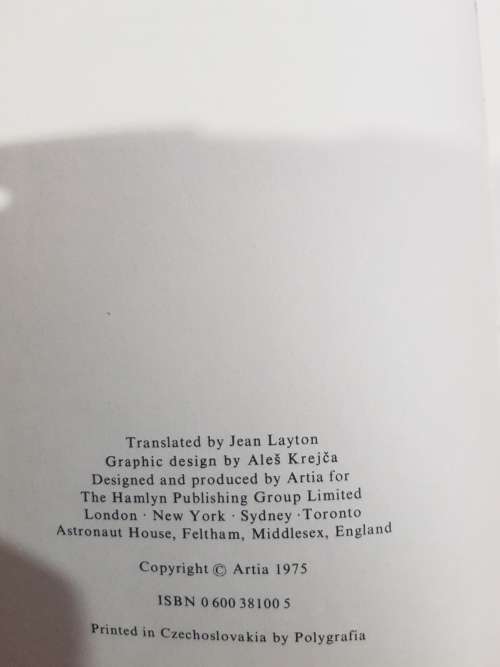 Translated by Jean Layton
Graphic design by Aleš Krejča
Designed and produced by Artia for
The Hamlyn Publishing Group Limited
London · New York · Sydney · Toronto
Astronaut House, Feltham, Middlesex, England
Copyright © Artia 1975
ISBN 0 600 38100 5
Printed in Czechoslovakia by Polygrafia